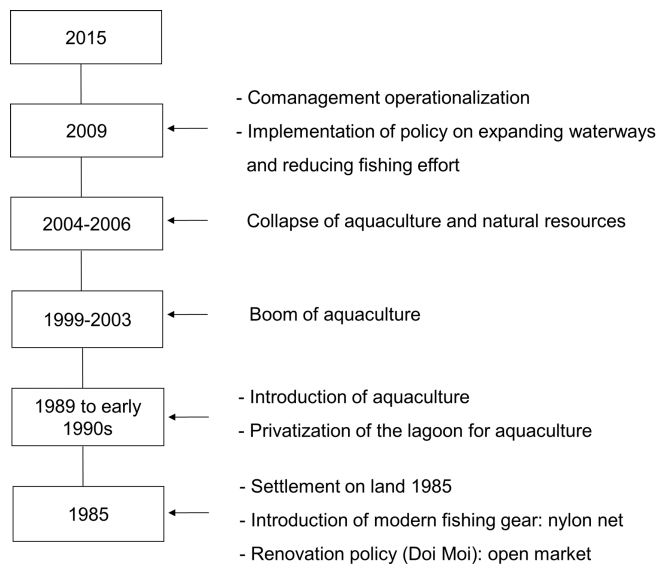 2015
2009
- Comanagement operationalization
- Implementation of policy on expanding waterways
and reducing fishing effort
2004-2006
Collapse of aquaculture and natural resources
1999-2003
Boom of aquaculture
1989 to early
1990s
- Introduction of aquaculture
- Privatization of the lagoon for aquaculture
1985
- Settlement on land 1985
- Introduction of modern fishing gear: nylon net
- Renovation policy (Doi Moi): open market